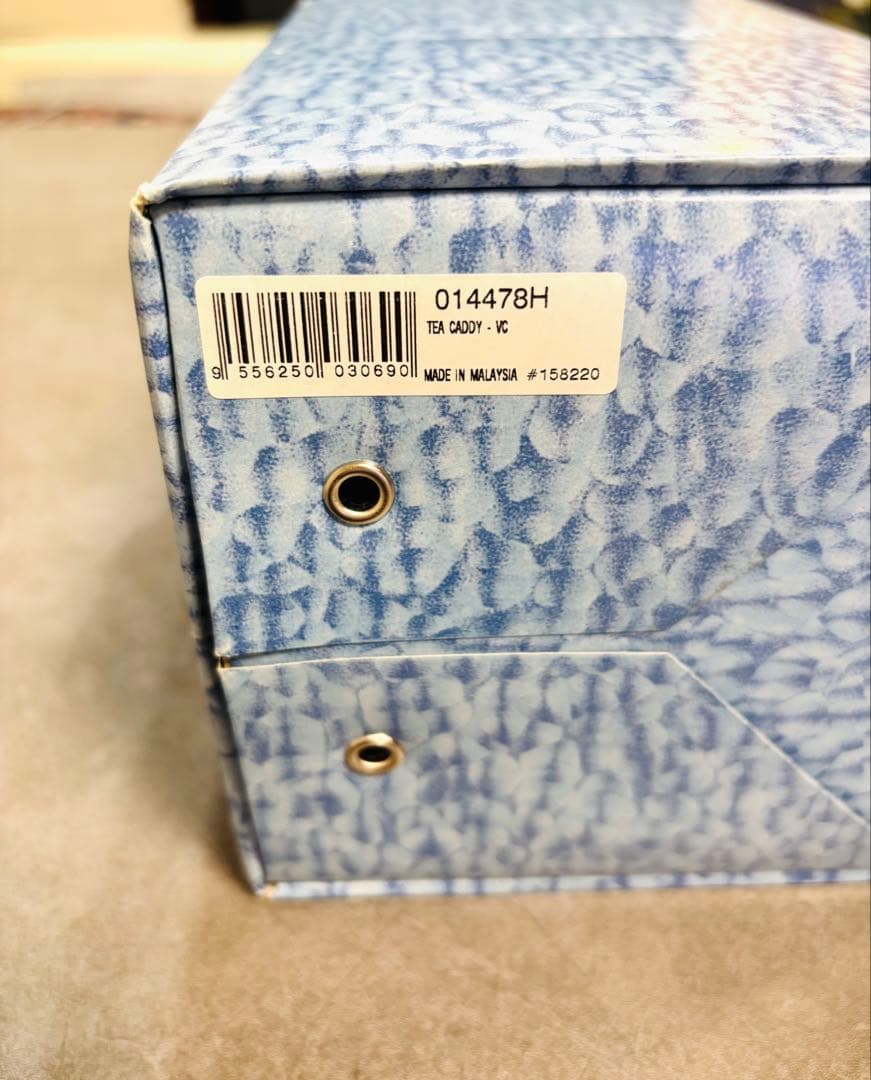 014478H
TEA CADDY - VC
9 556250 030690
MADE IN MALAYSIA #158220